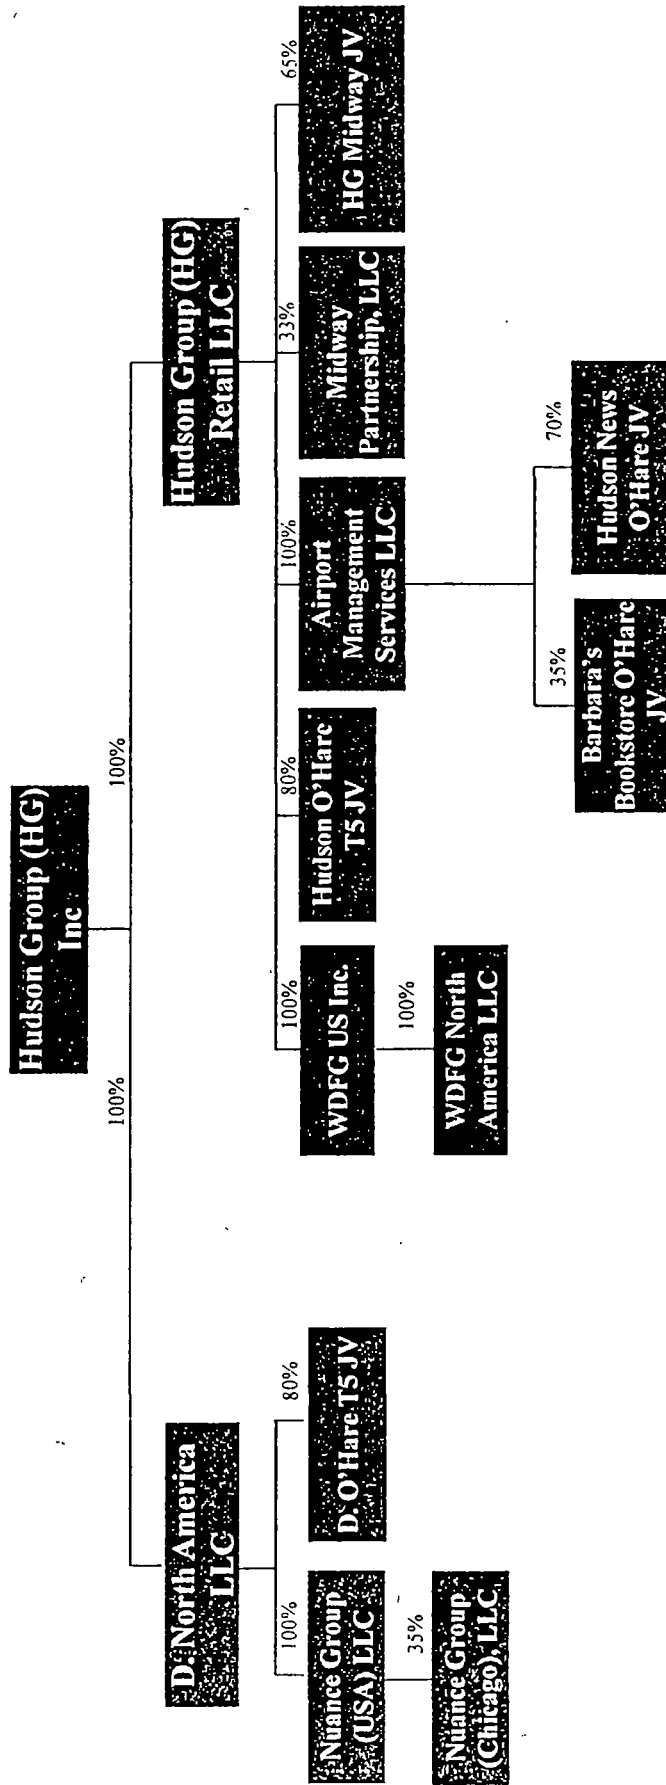 Hudson Group (HG)
Inc
100%
100%
D. North America
LLC
Hudson Group (HG)
Retail LLC
100%
80%
100%
80%
100%
33%
65%
Nuance Group
(USA) LLC
D. O'Hare T5 JV
WDFG US Inc.
Hudson O'Hare
T5 JV
Airport
Management
Services LLC
Midway
Partnership, LLC
HG Midway JV
35%
100%
35%
70%
Nuance Group
(Chicago), LLC
WDFG North
America LLC
Barbara's
Bookstore O'Hare
JV
Hudson News
O'Hare JV